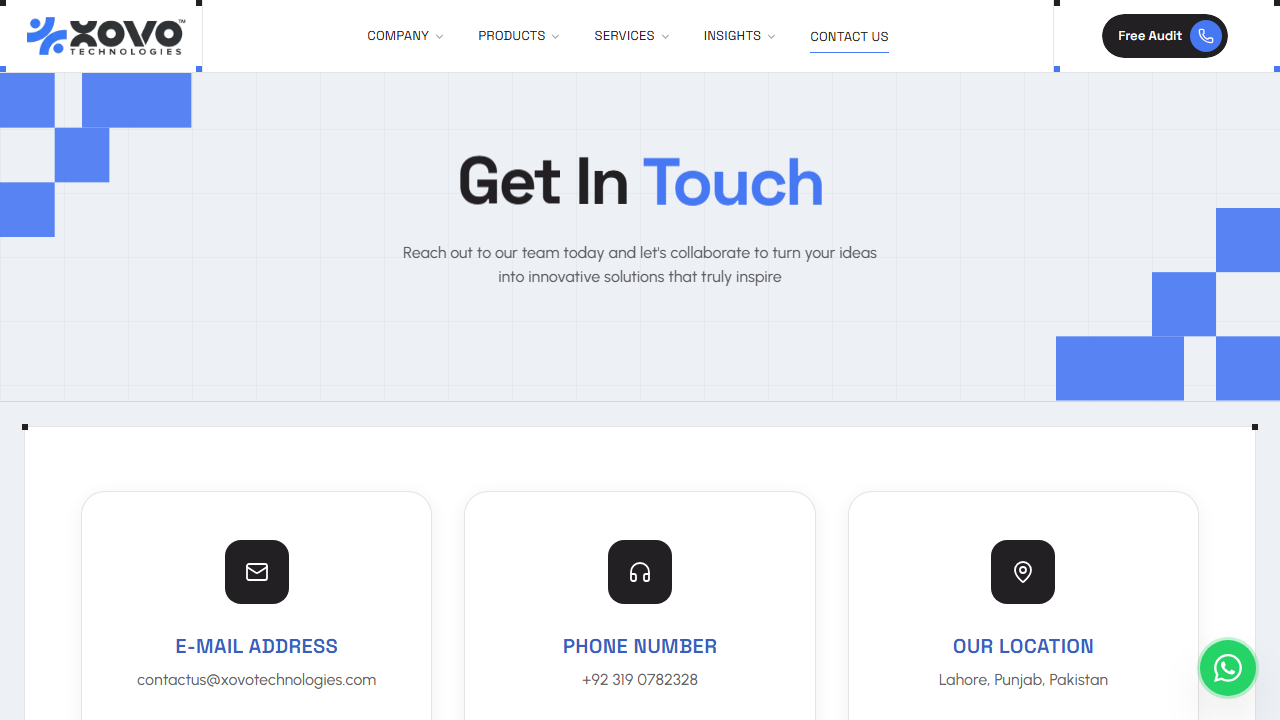 XOVO™
TECHNOLOGIES
COMPANY
PRODUCTS
SERVICES
INSIGHTS
CONTACT US
Free Audit
Get In Touch
Reach out to our team today and let's collaborate to turn your ideas
into innovative solutions that truly inspire
E-MAIL ADDRESS
contactus@xovotechnologies.com
PHONE NUMBER
+92 319 0782328
OUR LOCATION
Lahore, Punjab, Pakistan